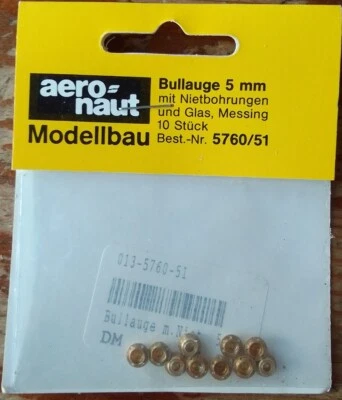 aero-
naut
Modellbau
Bullauge 5 mm
mit Nietbohrungen
und Glas, Messing
10 Stück
Best.-Nr. 5760/51
013-5760-51
Bullauge m.
DM